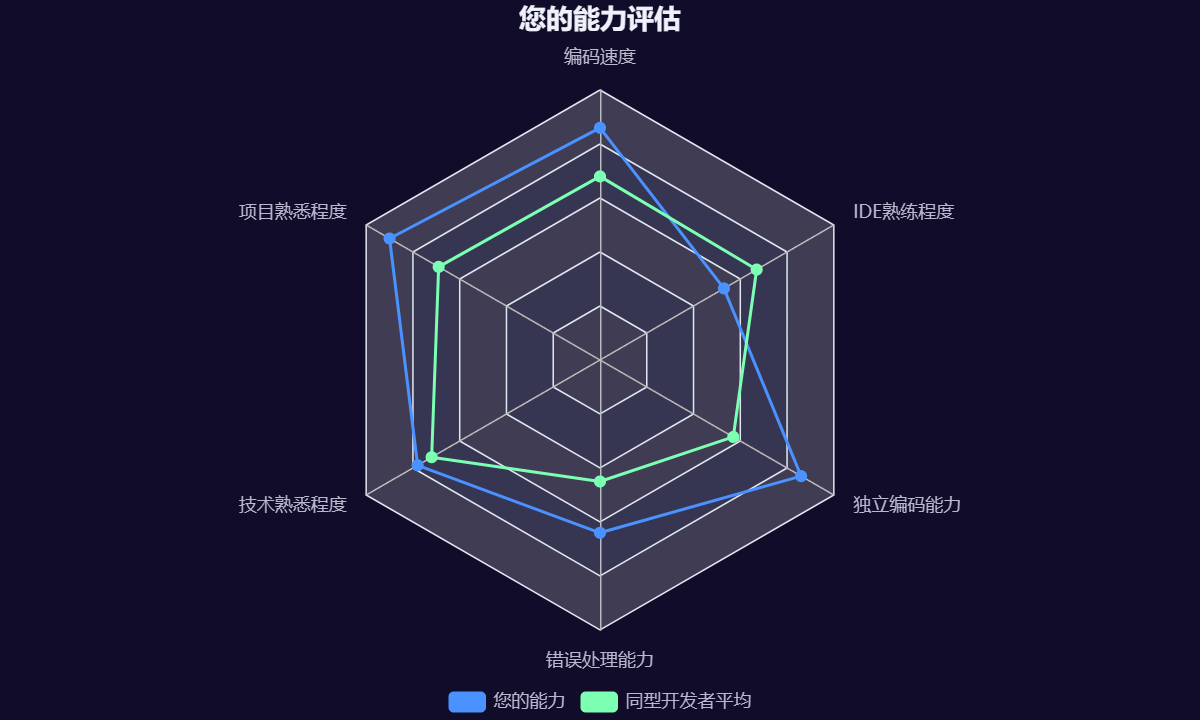 您的能力评估
编码速度
项目熟悉程度
IDE熟练程度
技术熟悉程度
独立编码能力
错误处理能力
您的能力
同型开发者平均